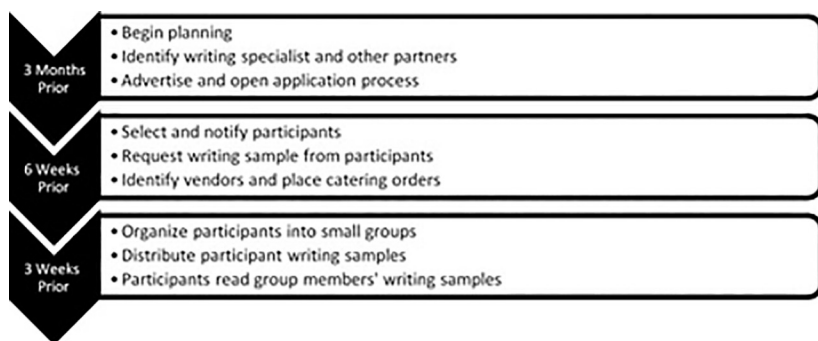 3 Months
Prior
• Begin planning
• Identify writing specialist and other partners
• Advertise and open application process
6 Weeks
Prior
• Select and notify participants
• Request writing sample from participants
• Identify vendors and place catering orders
3 Weeks
Prior
• Organize participants into small groups
• Distribute participant writing samples
• Participants read group members' writing samples